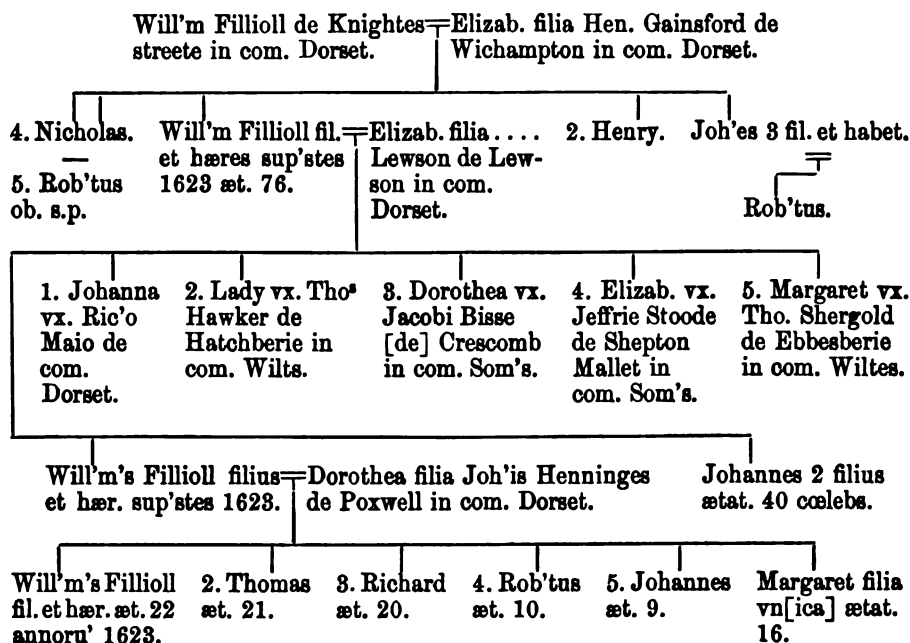 Will'm Fillioll de Knightes
streete in com. Dorset.
Elizab. filia Hen. Gainsford de
Wichampton in com. Dorset.
4. Nicholas.
5. Rob'tus
ob. s.p.
Will'm Fillioll fil.
et hæres sup'stes
1623 æt. 76.
Elizab. filia ....
Lewson de Lew-
son in com.
Dorset.
2. Henry.
Joh'es 3 fil. et habet.
Rob'tus.
1. Johanna
vx. Ric'o
Maio de
com.
Dorset.
2. Lady vx. Tho⁸
Hawker de
Hatchberie in
com. Wilts.
3. Dorothea vx.
Jacobi Bisse
[de] Crescomb
in com. Som's.
4. Elizab. vx.
Jeffrie Stoode
de Shepton
Mallet in
com. Som's.
5. Margaret vx.
Tho. Shergold
de Ebbesberie
in com. Wiltes.
Will'm's Fillioll filius
et hær. sup'stes 1623.
Dorothea filia Joh'is Henninges
de Poxwell in com. Dorset.
Johannes 2 filius
ætat. 40 cœlebs.
Will'm's Fillioll
fil. et hær. æt. 22
annoru' 1623.
2. Thomas
æt. 21.
3. Richard
æt. 20.
4. Rob'tus
æt. 10.
5. Johannes
æt. 9.
Margaret filia
vn[ica] ætat.
16.